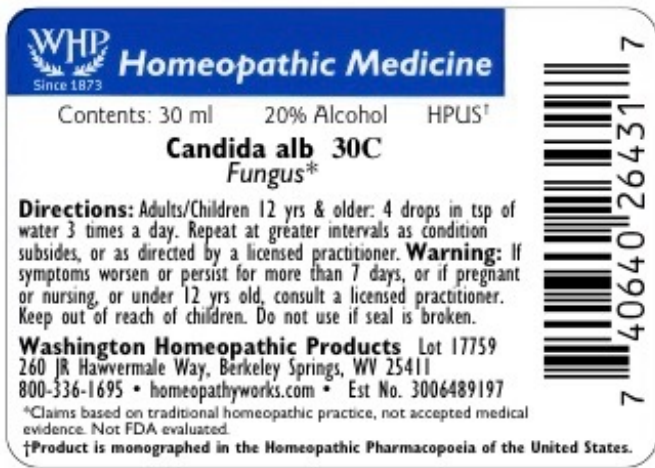 WHP
Since 1873
Homeopathic Medicine
Contents: 30 ml 20% Alcohol HPUS†
Candida alb 30C
Fungus*
Directions: Adults/Children 12 yrs & older: 4 drops in tsp of
water 3 times a day. Repeat at greater intervals as condition
subsides, or as directed by a licensed practitioner. Warning: If
symptoms worsen or persist for more than 7 days, or if pregnant
or nursing, or under 12 yrs old, consult a licensed practitioner.
Keep out of reach of children. Do not use if seal is broken.
Washington Homeopathic Products Lot 17759
260 JR Hawvermale Way, Berkeley Springs, WV 25411
800-336-1695 • homeopathyworks.com • Est No. 3006489197
*Claims based on traditional homeopathic practice, not accepted medical
evidence. Not FDA evaluated.
†Product is monographed in the Homeopathic Pharmacopoeia of the United States.
7 40640 26431 7